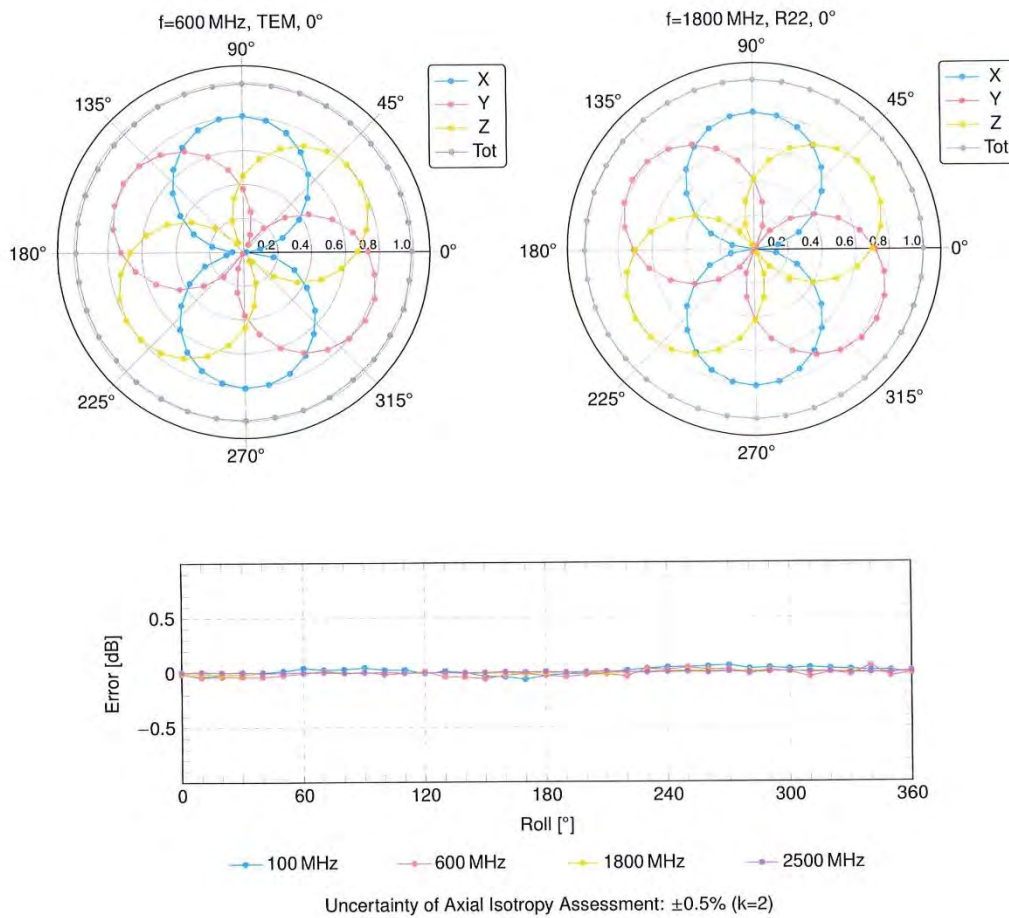 f=600 MHz, TEM, 0°
90°
135°
45°
X
Y
Z
Tot
180°
0.2 0.4 0.6 0.8 1.0
0°
225°
315°
270°
f=1800 MHz, R22, 0°
90°
135°
45°
X
Y
Z
Tot
180°
0.2 0.4 0.6 0.8 1.0
0°
225°
315°
270°
Error [dB]
0.5
0
−0.5
0 60 120 180 240 300 360
Roll [°]
100 MHz 600 MHz 1800 MHz 2500 MHz
Uncertainty of Axial Isotropy Assessment: ±0.5% (k=2)